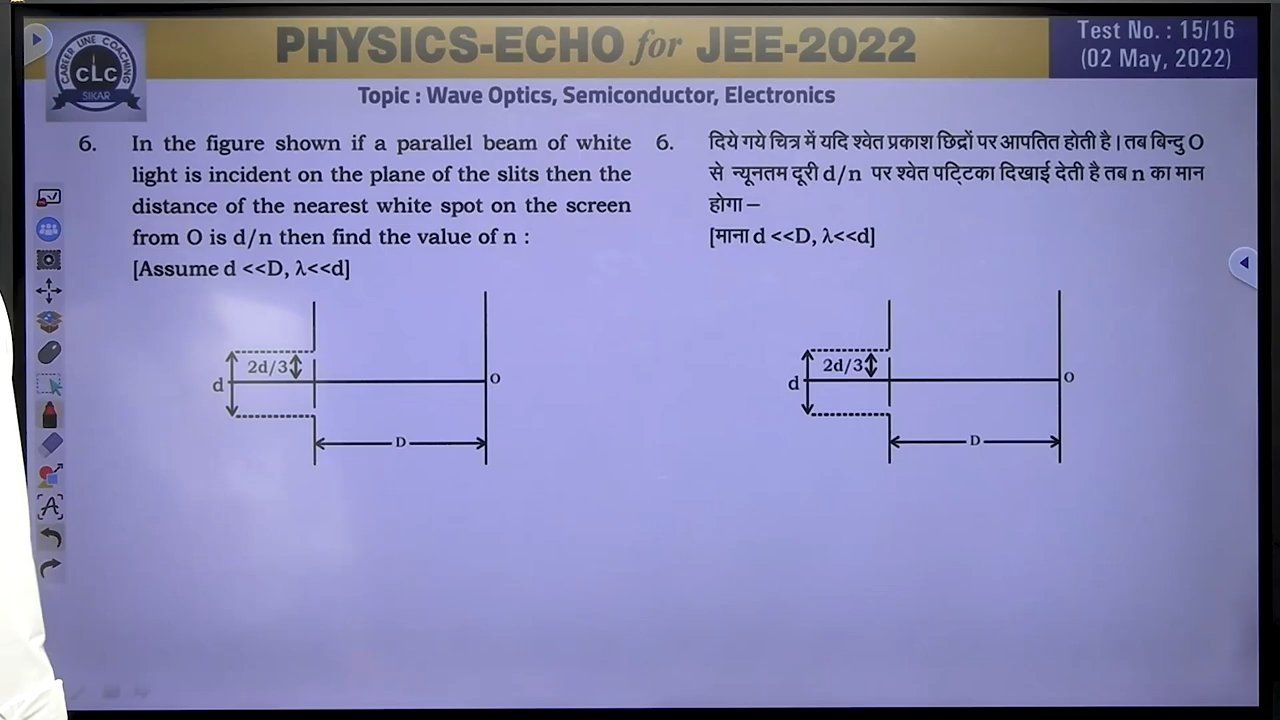 PHYSICS-ECHO for JEE-2022
Test No. : 15/16
(02 May, 2022)
CAREER LINE COACHING
CLC
SIKAR
Topic : Wave Optics, Semiconductor, Electronics
6. In the figure shown if a parallel beam of white
light is incident on the plane of the slits then the
distance of the nearest white spot on the screen
from O is d/n then find the value of n :
[Assume d <<D, λ<<d]
2d/3
d
O
D
6. दिये गये चित्र में यदि श्वेत प्रकाश छिद्रों पर आपतित होती है। तब बिन्दु O
से न्यूनतम दूरी d/n पर श्वेत पट्टिका दिखाई देती है तब n का मान
होगा –
[माना d <<D, λ<<d]
2d/3
d
O
D
A